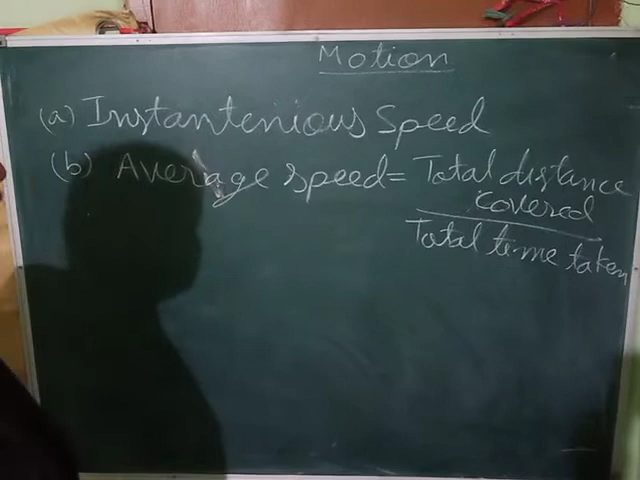 Motion
(a) Instantenious Speed
(b) Average speed = Total distance
covered
Total time taken